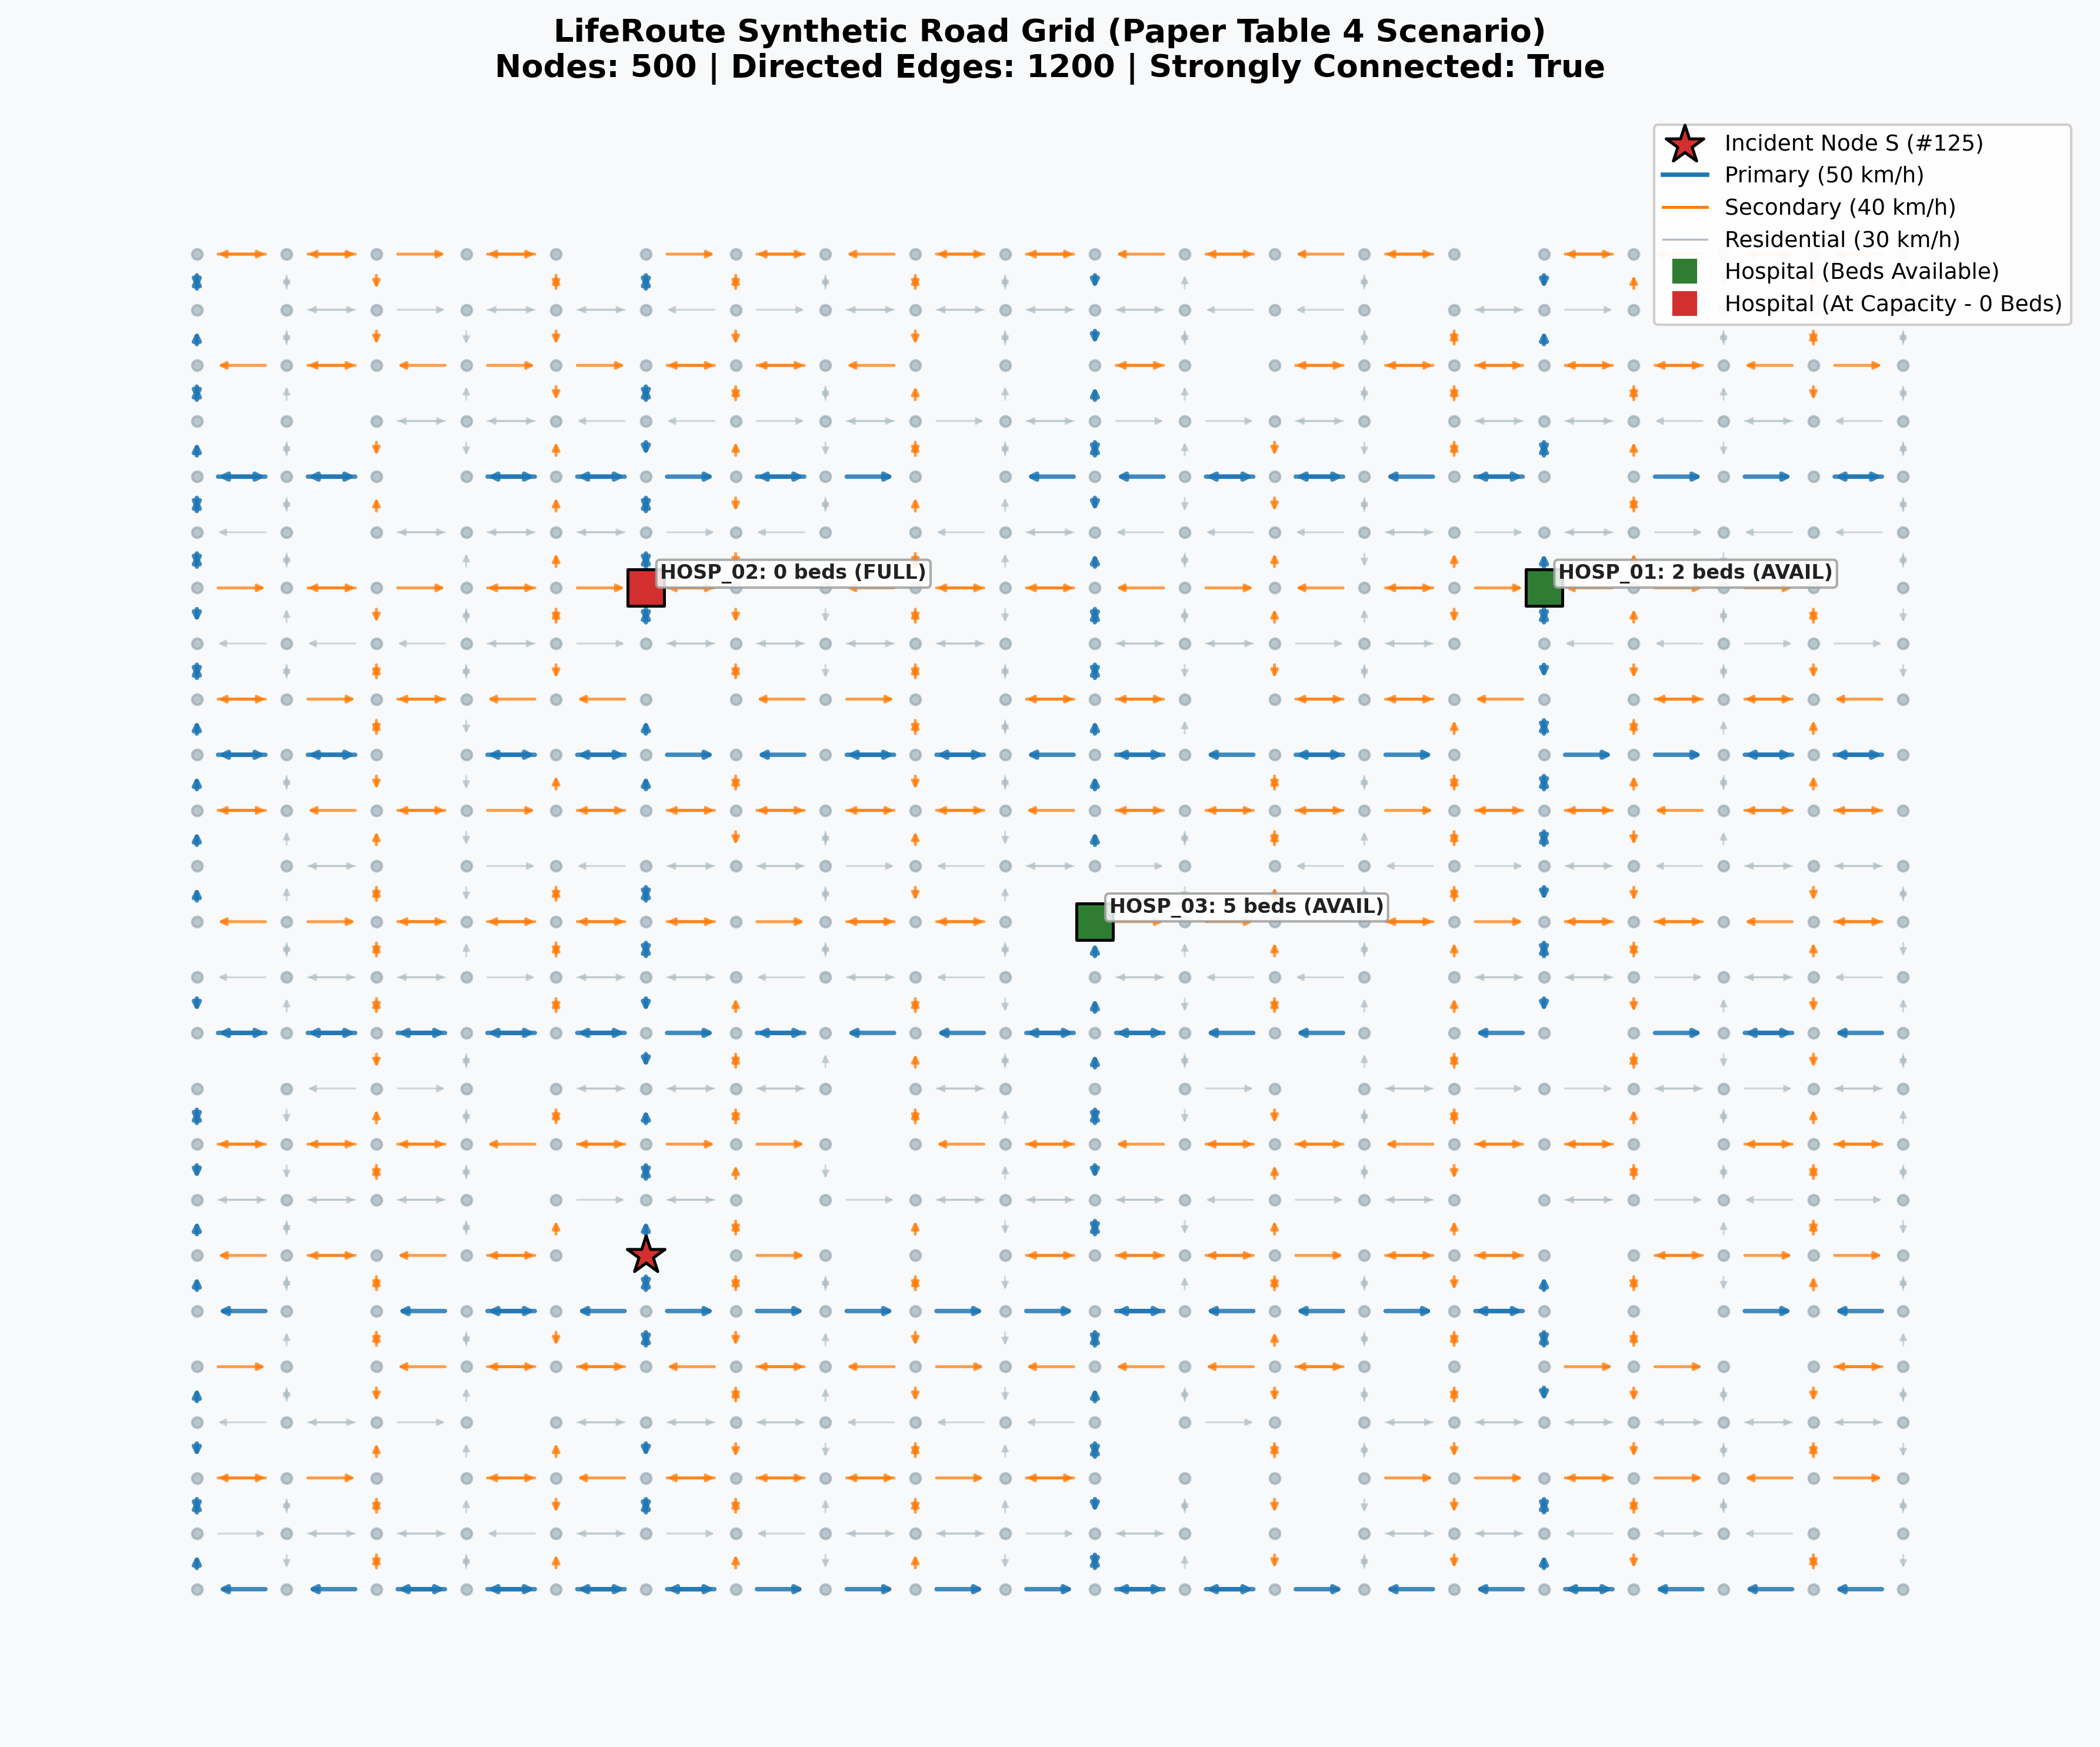 LifeRoute Synthetic Road Grid (Paper Table 4 Scenario)
Nodes: 500 | Directed Edges: 1200 | Strongly Connected: True
Incident Node S (#125)
Primary (50 km/h)
Secondary (40 km/h)
Residential (30 km/h)
Hospital (Beds Available)
Hospital (At Capacity - 0 Beds)
HOSP_02: 0 beds (FULL)
HOSP_01: 2 beds (AVAIL)
HOSP_03: 5 beds (AVAIL)